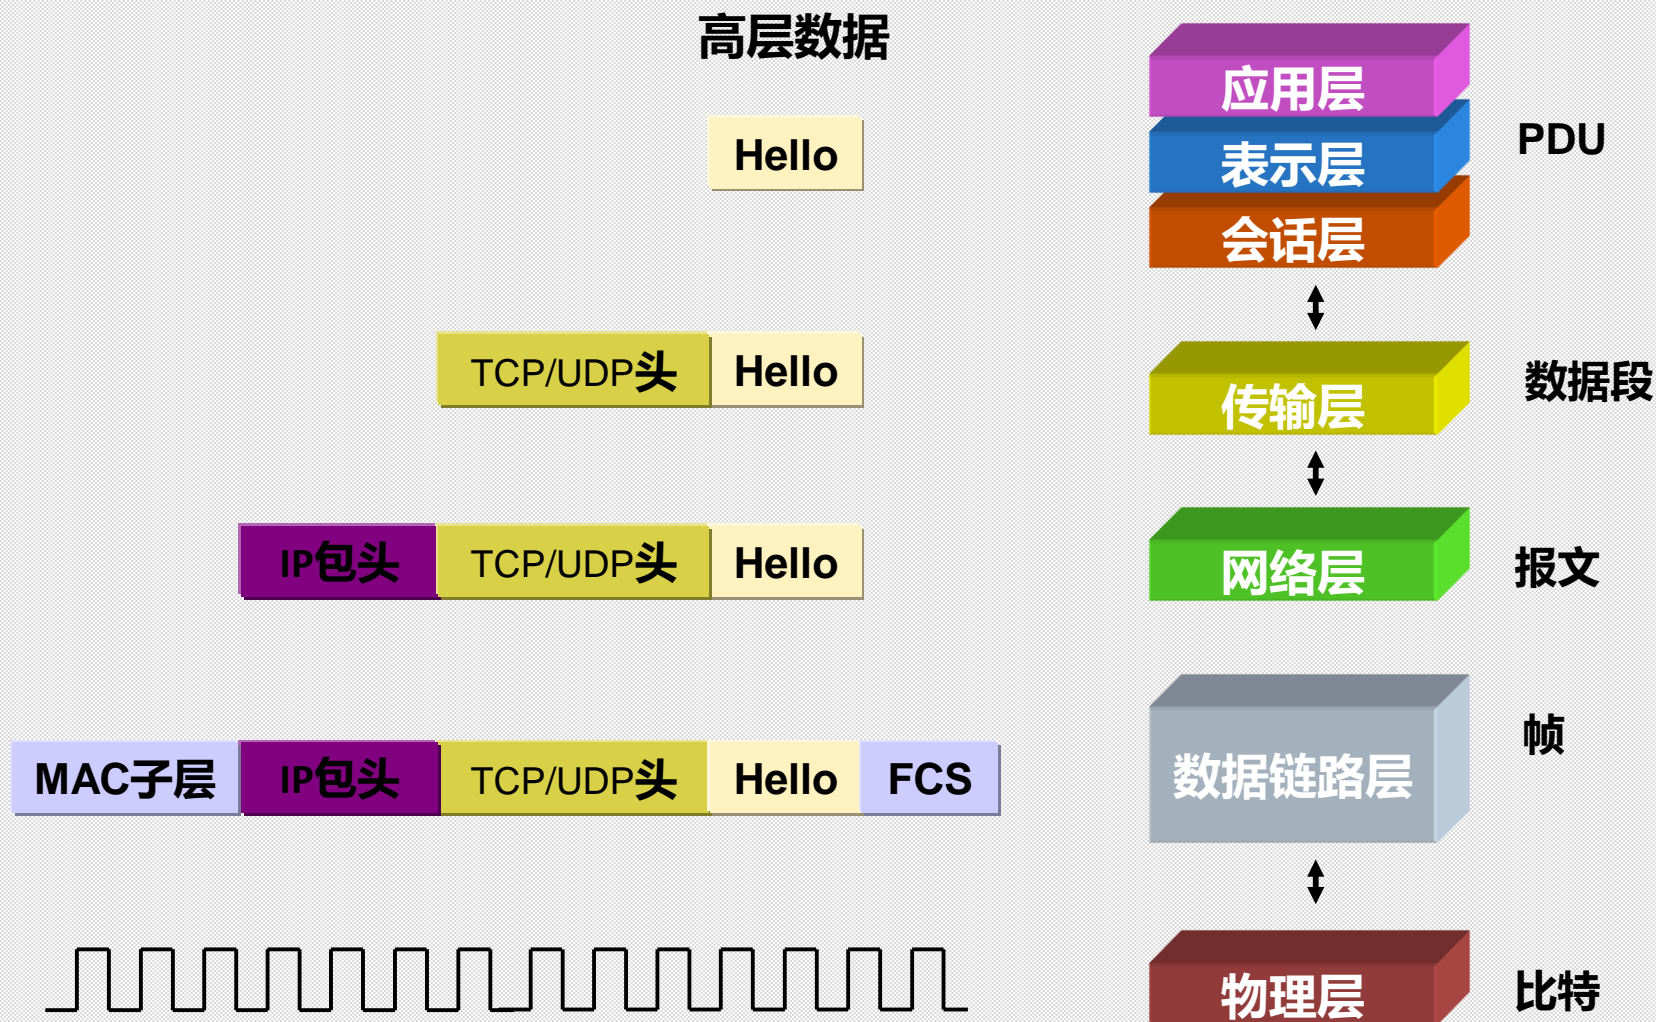 高层数据
应用层
PDU
Hello
表示层
会话层
TCP/UDP头 Hello
传输层
数据段
IP包头 TCP/UDP头 Hello
网络层
报文
帧
MAC子层 IP包头 TCP/UDP头 Hello FCS
数据链路层
物理层
比特